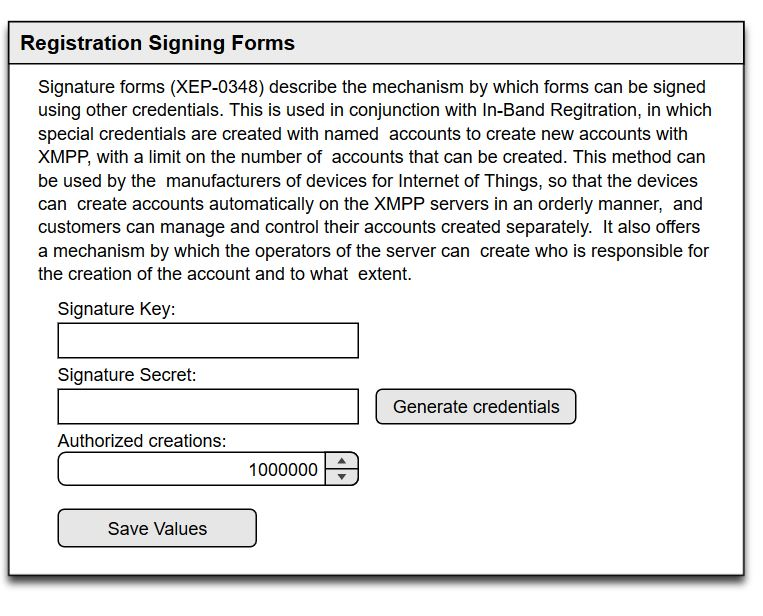 Registration Signing Forms
Signature forms (XEP-0348) describe the mechanism by which forms can be signed
using other credentials. This is used in conjunction with In-Band Regitration, in which
special credentials are created with named  accounts to create new accounts with
XMPP, with a limit on the number of  accounts that can be created. This method can
be used by the  manufacturers of devices for Internet of Things, so that the devices
can  create accounts automatically on the XMPP servers in an orderly manner,  and
customers can manage and control their accounts created separately.  It also offers
a mechanism by which the operators of the server can  create who is responsible for
the creation of the account and to what  extent.
Signature Key:
Signature Secret:
Generate credentials
Authorized creations:
1000000
Save Values